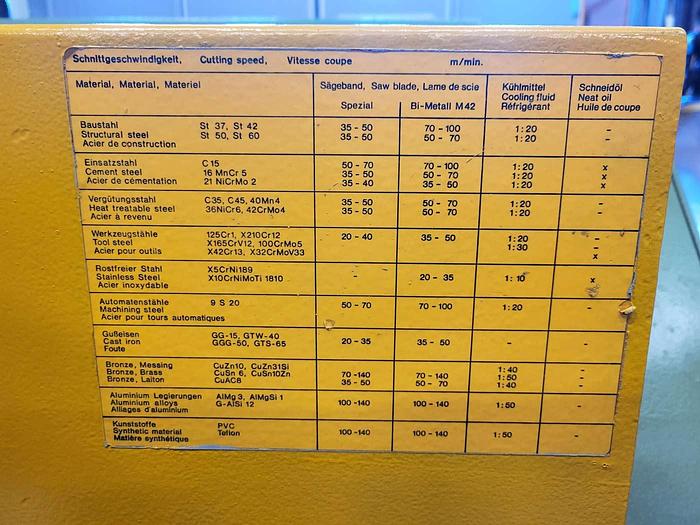 Schnittgeschwindigkeit, Cutting speed, Vitesse coupe m/min.
Material, Material, Materiel Sägeband, Saw blade, Lame de scie Kühlmittel Schneidöl
Cooling fluid Neat oil
Spezial Bi-Metall M 42 Réfrigérant Huile de coupe
Baustahl St 37, St 42 35 - 50 70 - 100 1:20 -
Structural steel St 50, St 60 35 - 50 50 - 70 1:20 -
Acier de construction
Einsatzstahl C 15 50 - 70 70 - 100 1:20 x
Cement steel 16 MnCr 5 35 - 50 50 - 70 1:20 x
Acier de cémentation 21 NiCrMo 2 35 - 40 35 - 50 1:20 x
Vergütungsstahl C35, C45, 40Mn4 35 - 50 50 - 70 1:20 -
Heat treatable steel 36NiCr6, 42CrMo4 35 - 50 50 - 70 1:20 -
Acier à revenu
Werkzeugstähle 125Cr1, X210Cr12 20 - 40 35 - 50 1:20 -
Tool steel X165CrV12, 100CrMo5 1:30 -
Acier pour outils X42Cr13, X32CrMoV33 x
Rostfreier Stahl X5CrNi189
Stainless Steel X10CrNiMoTi 1810 - 20 - 35 1:10 x
Acier inoxydable
Automatenstähle 9 S 20 50 - 70 70 - 100 1:20 -
Machining steel
Acier pour tours automatiques
Gußeisen GG-15, GTW-40
Cast iron GGG-50, GTS-65 20 - 35 35 - 50 - -
Foute
Bronze, Messing CuZn10, CuZn31Si 1:40 -
Bronze, Brass CuSn 6, CuSn10Zn 70 -140 70 - 140 1:50 -
Bronze, Laiton CuAC8 35 - 50 50 - 70 1:40 -
Aluminium Legierungen AlMg 3, AlMgSi 1
Aluminium alloys G-AlSi 12 100 -140 100 - 140 1:50 -
Alliages d'aluminium
Kunststoffe PVC
Synthetic material Teflon 100 -140 100 - 140 1:50 -
Matière synthétique